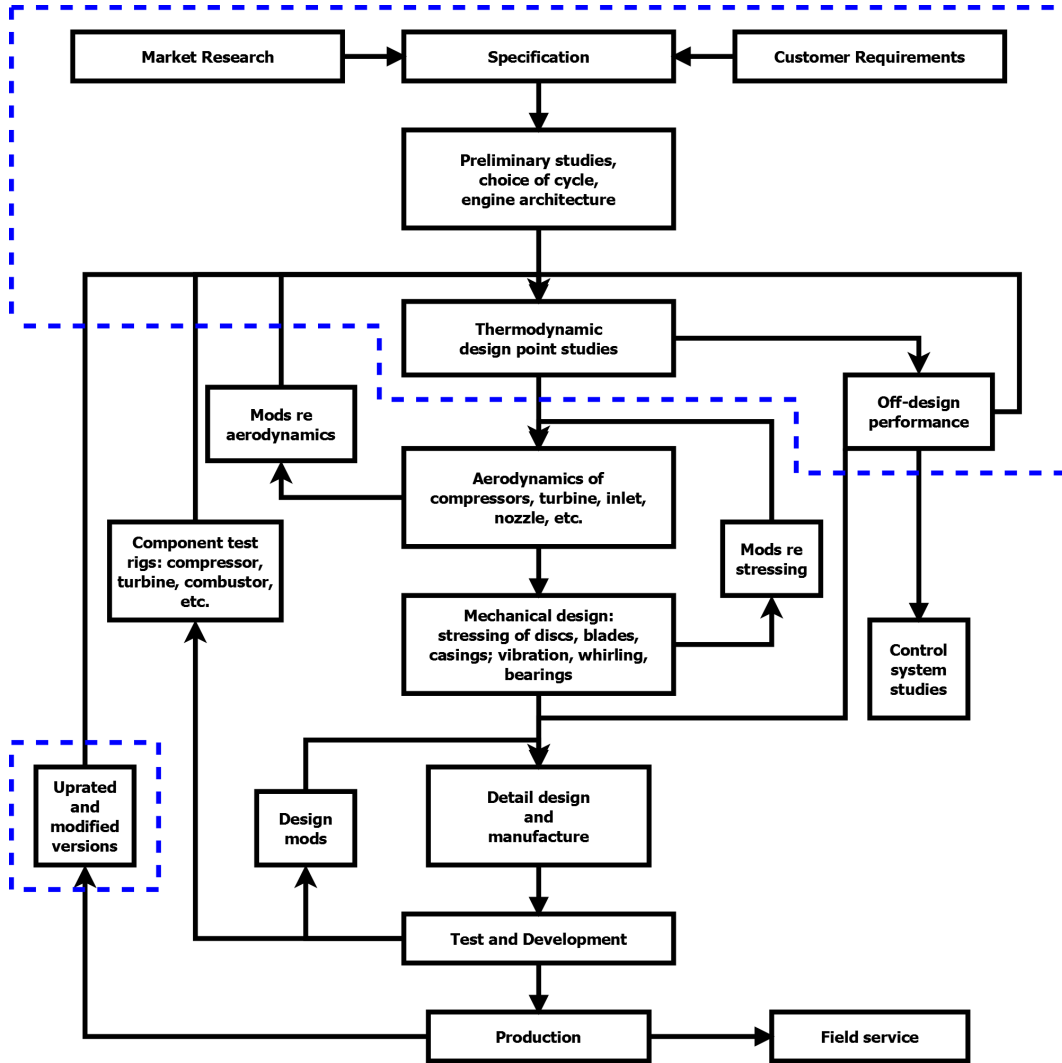 Market Research
Specification
Customer Requirements
Preliminary studies,
choice of cycle,
engine architecture
Thermodynamic
design point studies
Off-design
performance
Mods re
aerodynamics
Aerodynamics of
compressors, turbine, inlet,
nozzle, etc.
Component test
rigs: compressor,
turbine, combustor,
etc.
Mods re
stressing
Mechanical design:
stressing of discs, blades,
casings; vibration, whirling,
bearings
Control
system
studies
Uprated
and
modified
versions
Design
mods
Detail design
and
manufacture
Test and Development
Production
Field service